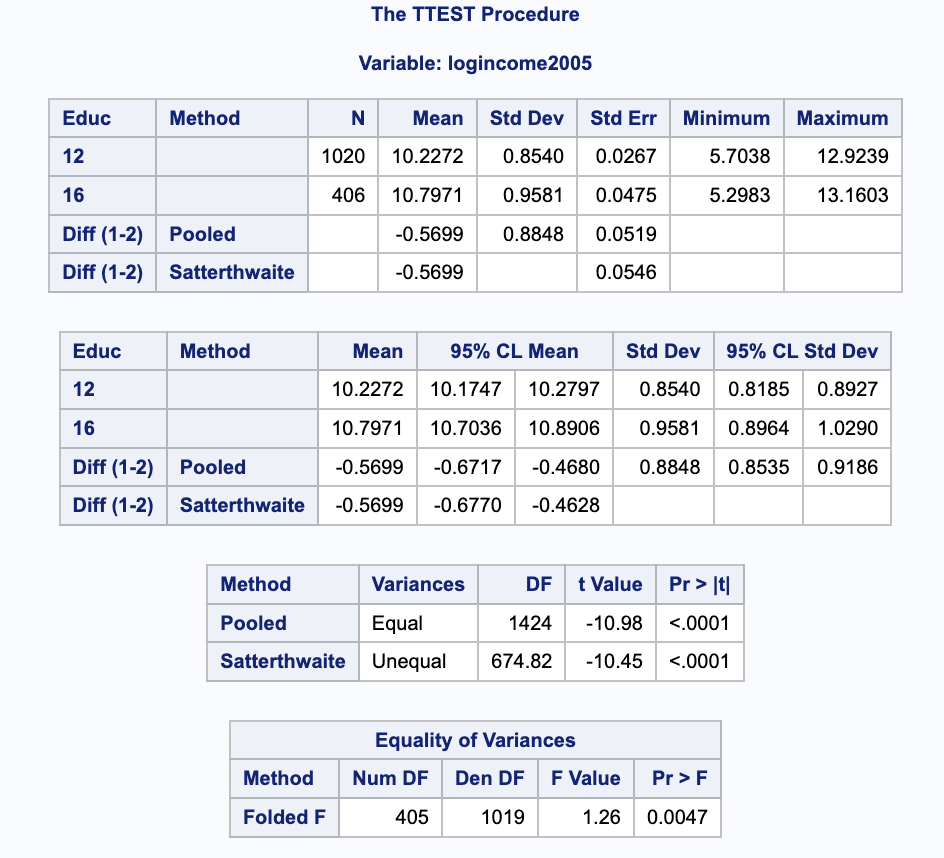 The TTEST Procedure
Variable: logincome2005
Educ Method N Mean Std Dev Std Err Minimum Maximum
12 1020 10.2272 0.8540 0.0267 5.7038 12.9239
16 406 10.7971 0.9581 0.0475 5.2983 13.1603
Diff (1-2) Pooled -0.5699 0.8848 0.0519
Diff (1-2) Satterthwaite -0.5699 0.0546
Educ Method Mean 95% CL Mean Std Dev 95% CL Std Dev
12 10.2272 10.1747 10.2797 0.8540 0.8185 0.8927
16 10.7971 10.7036 10.8906 0.9581 0.8964 1.0290
Diff (1-2) Pooled -0.5699 -0.6717 -0.4680 0.8848 0.8535 0.9186
Diff (1-2) Satterthwaite -0.5699 -0.6770 -0.4628
Method Variances DF t Value Pr > |t|
Pooled Equal 1424 -10.98 <.0001
Satterthwaite Unequal 674.82 -10.45 <.0001
Equality of Variances
Method Num DF Den DF F Value Pr > F
Folded F 405 1019 1.26 0.0047